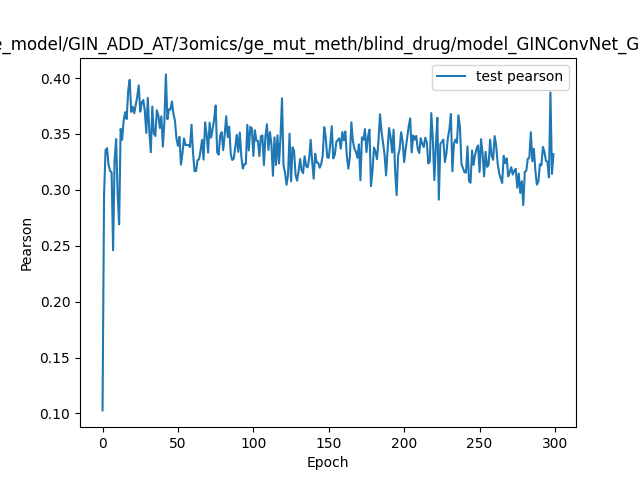 e_model/GIN_ADD_AT/3omics/ge_mut_meth/blind_drug/model_GINConvNet_G
test pearson
0.40
0.35
0.30
0.25
0.20
0.15
0.10
Pearson
0 50 100 150 200 250 300
Epoch